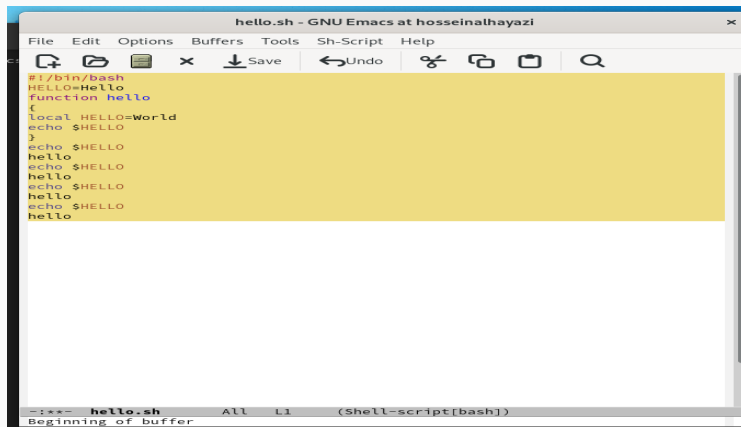 hello.sh - GNU Emacs at hosseinalhayazi
File Edit Options Buffers Tools Sh-Script Help
Save Undo
#!/bin/bash
HELLO=Hello
function hello
{
local HELLO=World
echo $HELLO
}
echo $HELLO
hello
echo $HELLO
hello
echo $HELLO
hello
echo $HELLO
hello
-:**- hello.sh All L1 (Shell-script[bash])
Beginning of buffer